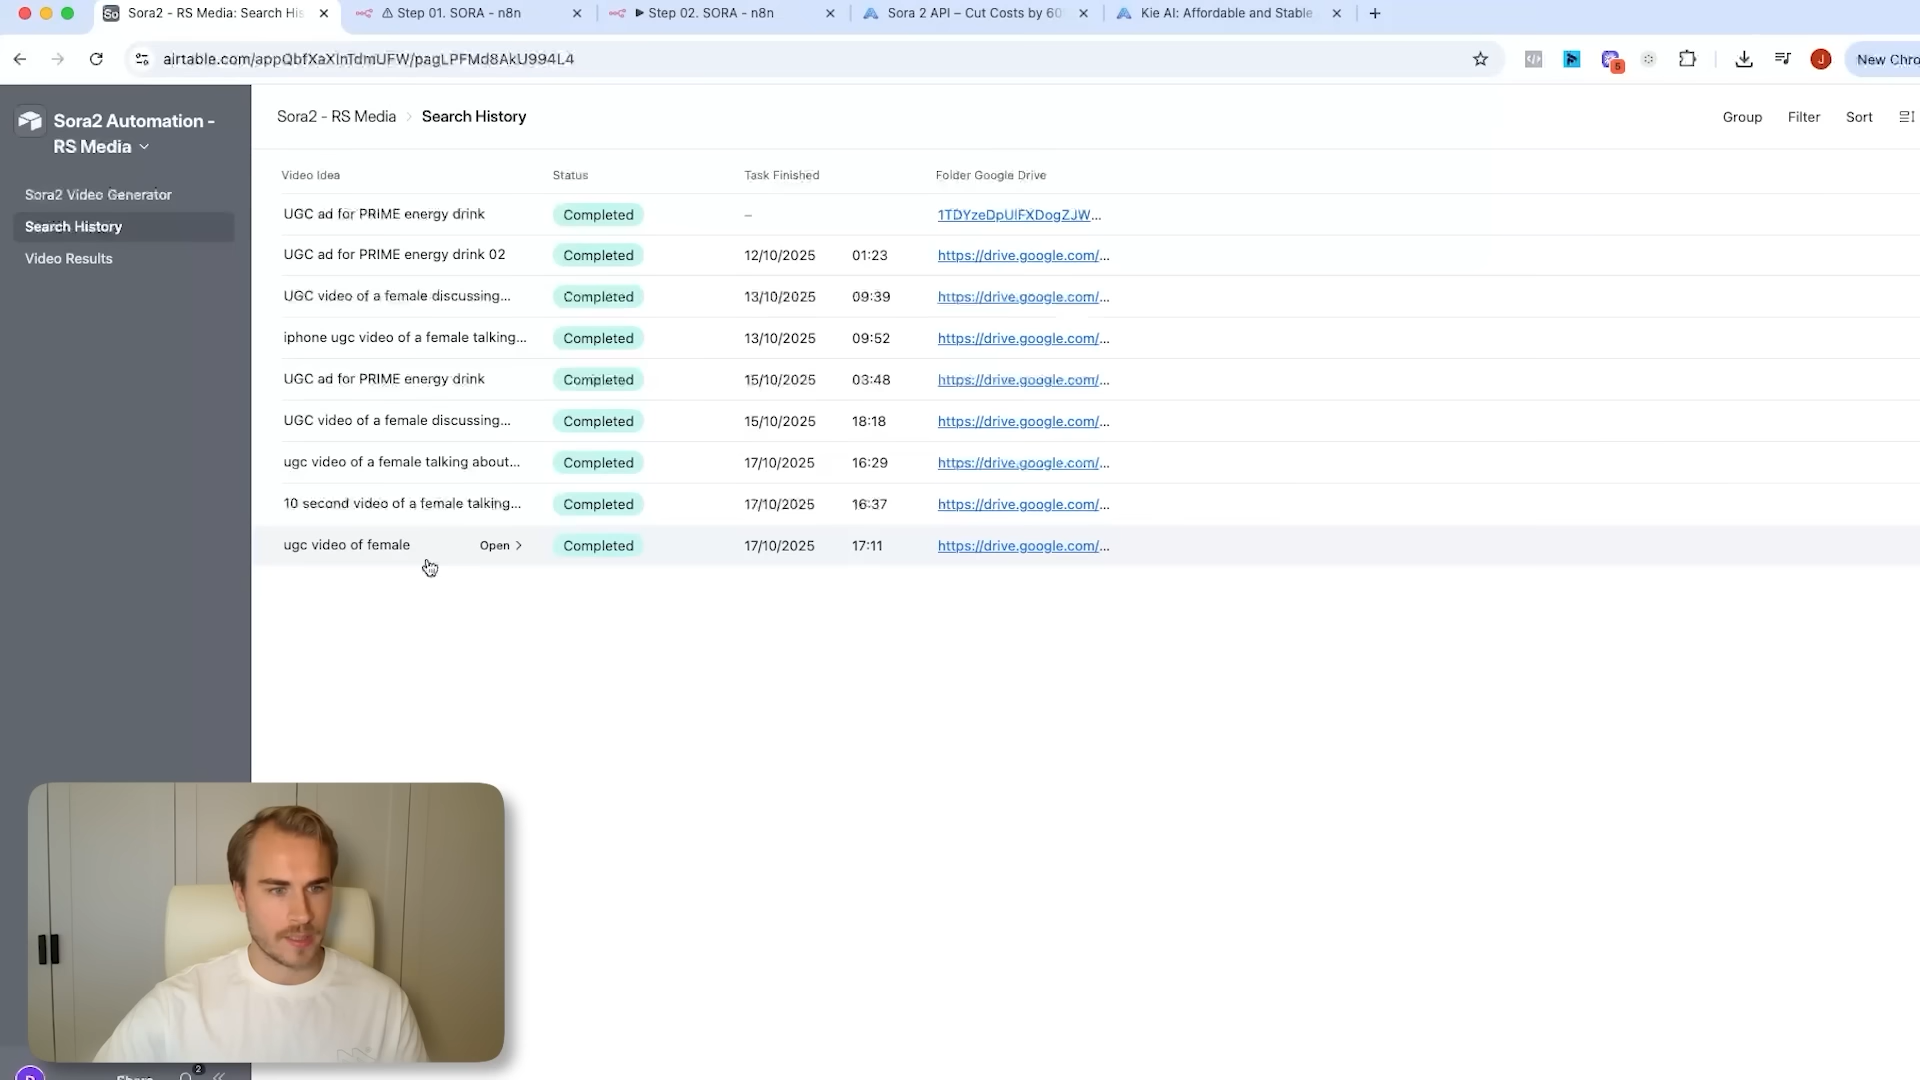 Sora2 - RS Media: Search His
Step 01. SORA - n8n
Step 02. SORA - n8n
Sora 2 API – Cut Costs by 60
Kie AI: Affordable and Stable
airtable.com/appQbfXaXlnTdmUFW/pagLPFMd8AkU994L4
5
J
New Chro
Sora2 Automation -
RS Media
Sora2 Video Generator
Search History
Video Results
Sora2 - RS Media > Search History
Group Filter Sort
Video Idea Status Task Finished Folder Google Drive
UGC ad for PRIME energy drink Completed – 1TDYzeDpUIFXDogZJW...
UGC ad for PRIME energy drink 02 Completed 12/10/2025 01:23 https://drive.google.com/...
UGC video of a female discussing... Completed 13/10/2025 09:39 https://drive.google.com/...
iphone ugc video of a female talking... Completed 13/10/2025 09:52 https://drive.google.com/...
UGC ad for PRIME energy drink Completed 15/10/2025 03:48 https://drive.google.com/...
UGC video of a female discussing... Completed 15/10/2025 18:18 https://drive.google.com/...
ugc video of a female talking about... Completed 17/10/2025 16:29 https://drive.google.com/...
10 second video of a female talking... Completed 17/10/2025 16:37 https://drive.google.com/...
ugc video of female Open > Completed 17/10/2025 17:11 https://drive.google.com/...
2